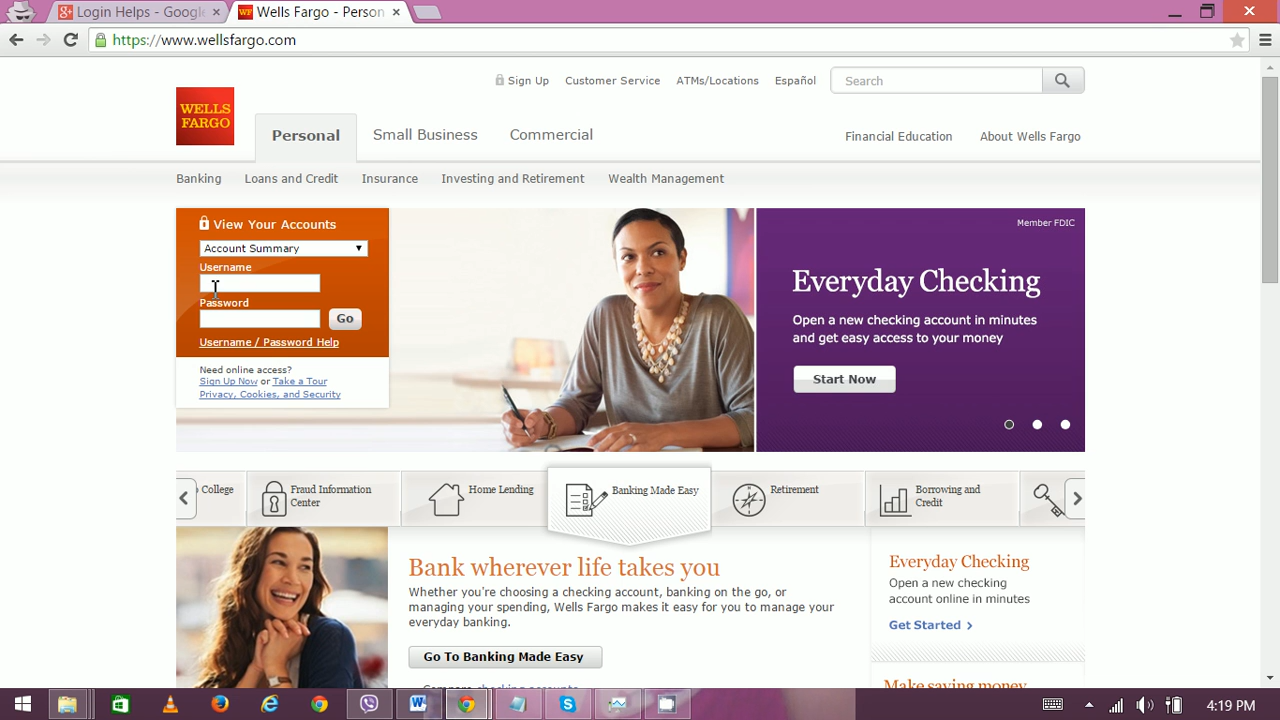 Login Helps - Googl
Wells Fargo - Person
https://www.wellsfargo.com
Sign Up
Customer Service
ATMs/Locations
Español
Search
WELLS
FARGO
Personal
Small Business
Commercial
Financial Education
About Wells Fargo
Banking
Loans and Credit
Insurance
Investing and Retirement
Wealth Management
View Your Accounts
Account Summary
Username
Password
Go
Username / Password Help
Need online access?
Sign Up Now or Take a Tour
Privacy, Cookies, and Security
Member FDIC
Everyday Checking
Open a new checking account in minutes
and get easy access to your money
Start Now
College
Fraud Information
Center
Home Lending
Banking Made Easy
Retirement
Borrowing and
Credit
Bank wherever life takes you
Whether you're choosing a checking account, banking on the go, or
managing your spending, Wells Fargo makes it easy for you to manage your
everyday banking.
Go To Banking Made Easy
Compare checking accounts
Everyday Checking
Open a new checking
account online in minutes
Get Started
Make saving money
4:19 PM